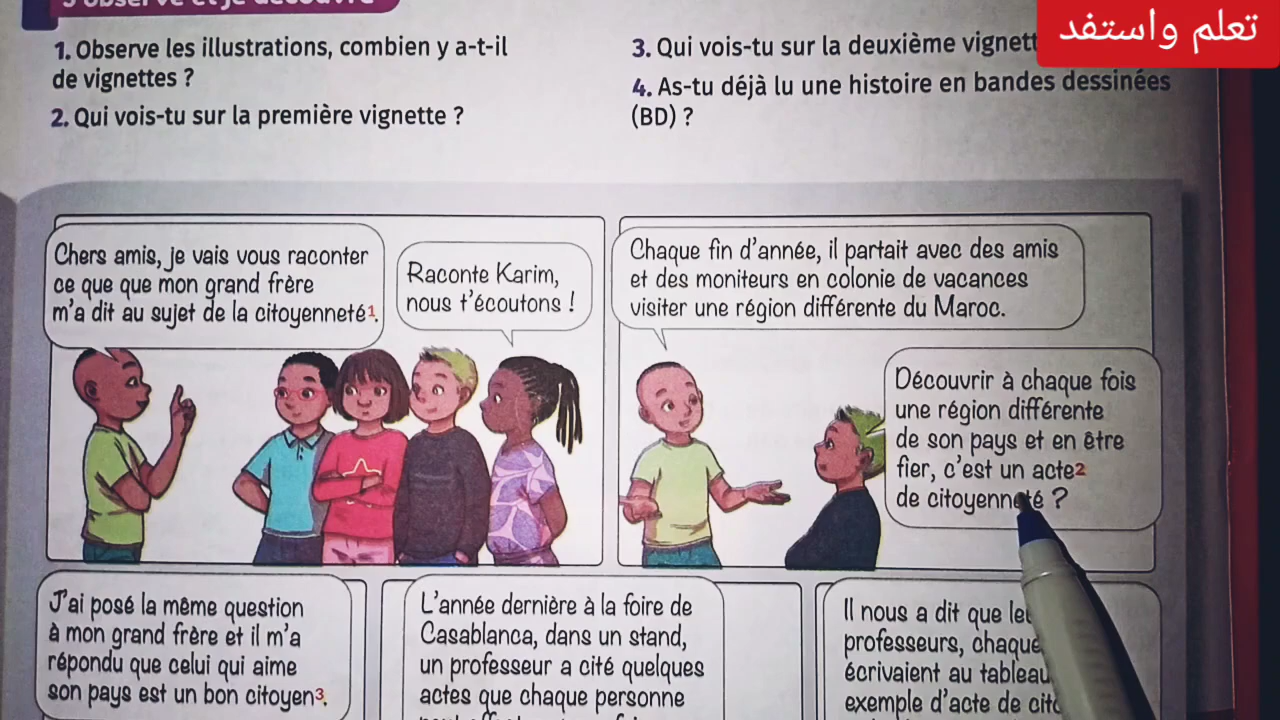 تعلم واستفد
1. Observe les illustrations, combien y a-t-il
de vignettes ?
2. Qui vois-tu sur la première vignette ?
3. Qui vois-tu sur la deuxième
4. As-tu déjà lu une histoire en bandes dessinées
(BD) ?
Chers amis, je vais vous raconter
ce que que mon grand frère
m'a dit au sujet de la citoyenneté1.
Raconte Karim,
nous t'écoutons !
Chaque fin d'année, il partait avec des amis
et des moniteurs en colonie de vacances
visiter une région différente du Maroc.
Découvrir à chaque fois
une région différente
de son pays et en être
fier, c'est un acte2
de citoyenneté ?
J'ai posé la même question
à mon grand frère et il m'a
répondu que celui qui aime
son pays est un bon citoyen3.
L'année dernière à la foire de
Casablanca, dans un stand,
un professeur a cité quelques
actes que chaque personne
Il nous a dit que
professeurs, chaque
écrivaient au tableau
exemple d'acte de